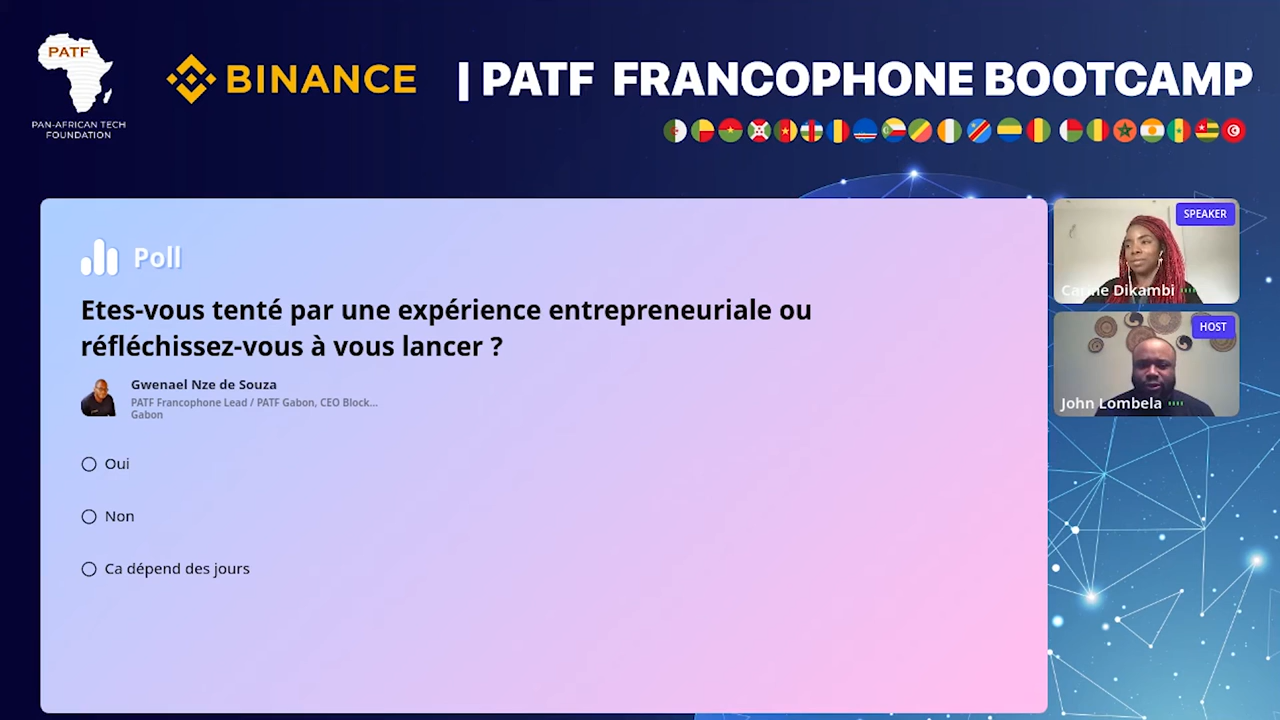 PATF
PAN-AFRICAN TECH
FOUNDATION
BINANCE
| PATF FRANCOPHONE BOOTCAMP
Poll
Etes-vous tenté par une expérience entrepreneuriale ou
réfléchissez-vous à vous lancer ?
Gwenael Nze de Souza
PATF Francophone Lead / PATF Gabon, CEO Block...
Gabon
Oui
Non
Ca dépend des jours
SPEAKER
Carine Dikambi
HOST
John Lombela